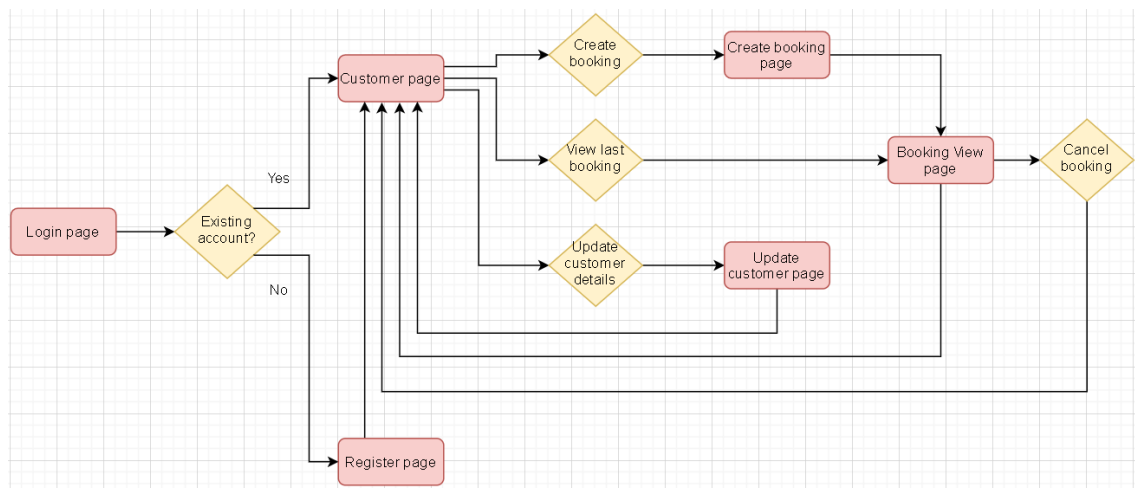 Create
booking
Create booking
page
Customer page
View last
booking
Booking View
page
Cancel
booking
Yes
Login page
Existing
account?
Update
customer
details
Update
customer page
No
Register page